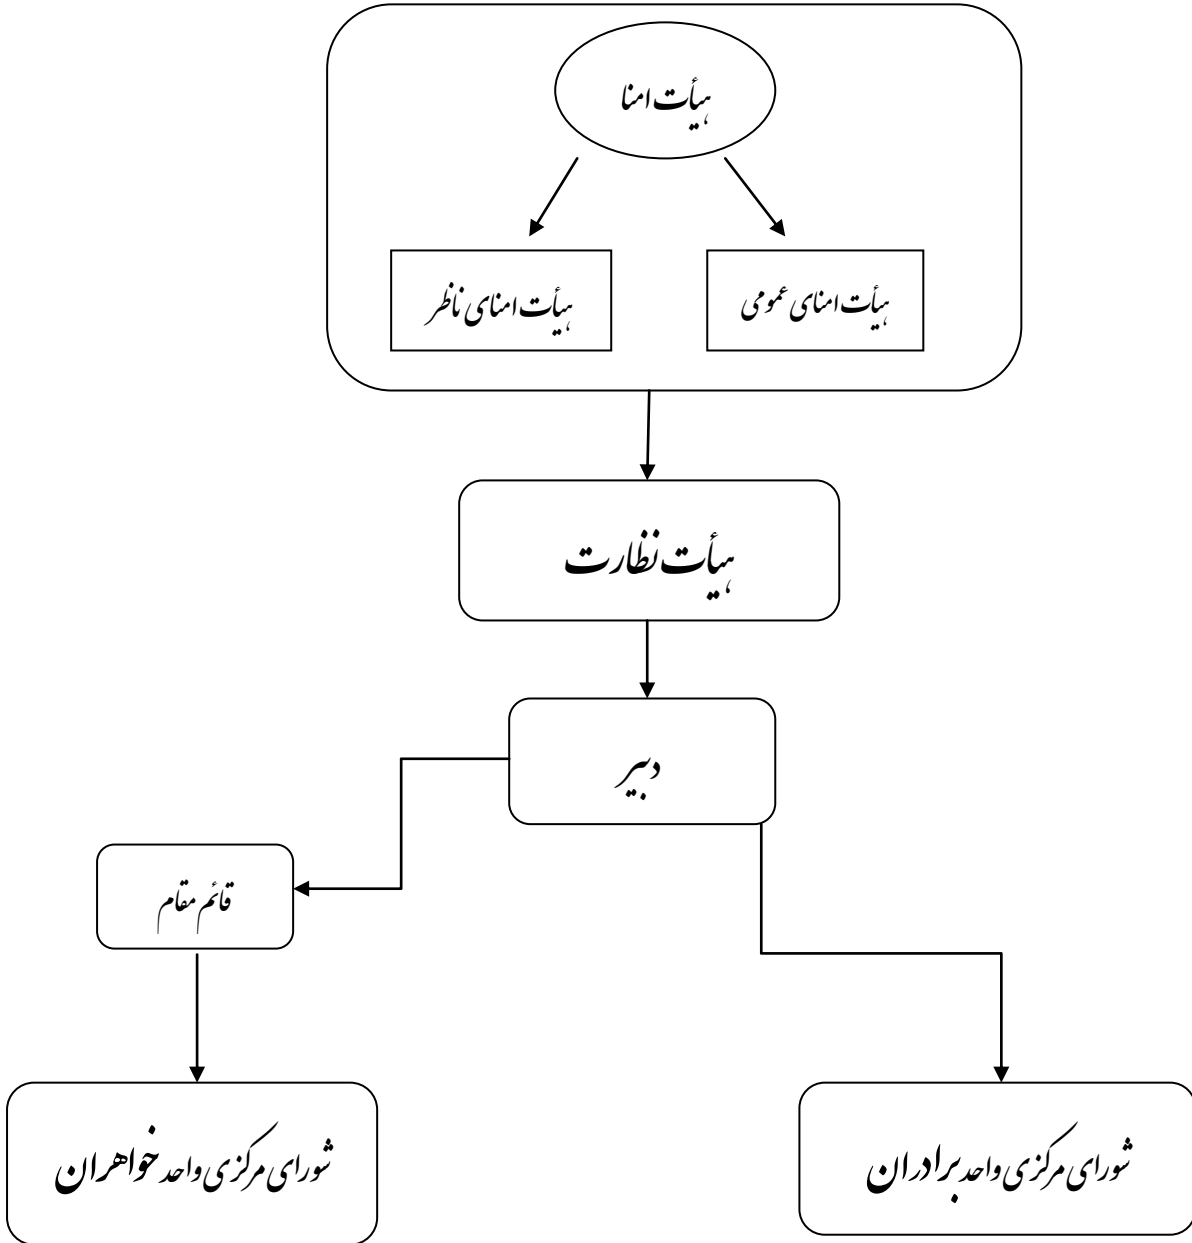 هیأت امنا
هیأت امنای عمومی
هیأت امنای ناظر
هیأت نظارت
دبیر
قائم مقام
شورای مرکزی واحد برادران
شورای مرکزی واحد خواهران